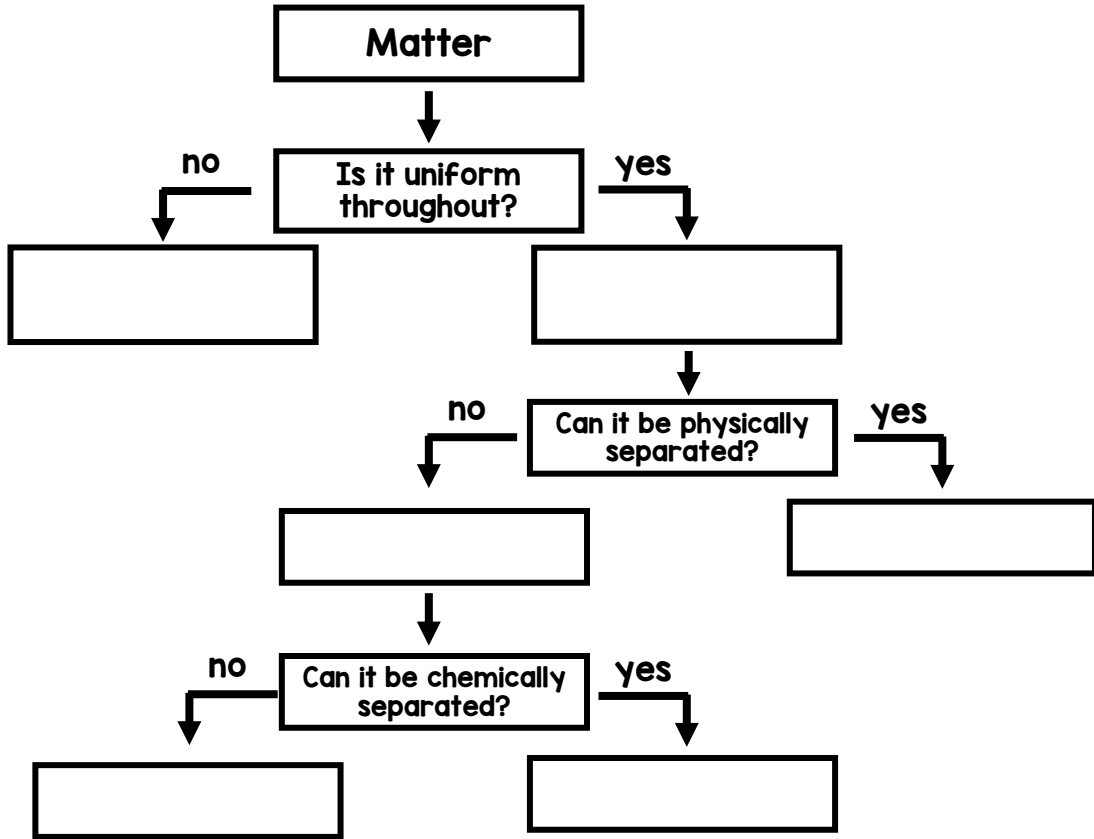 Matter
no
Is it uniform
throughout?
yes
no
Can it be physically
separated?
yes
no
Can it be chemically
separated?
yes